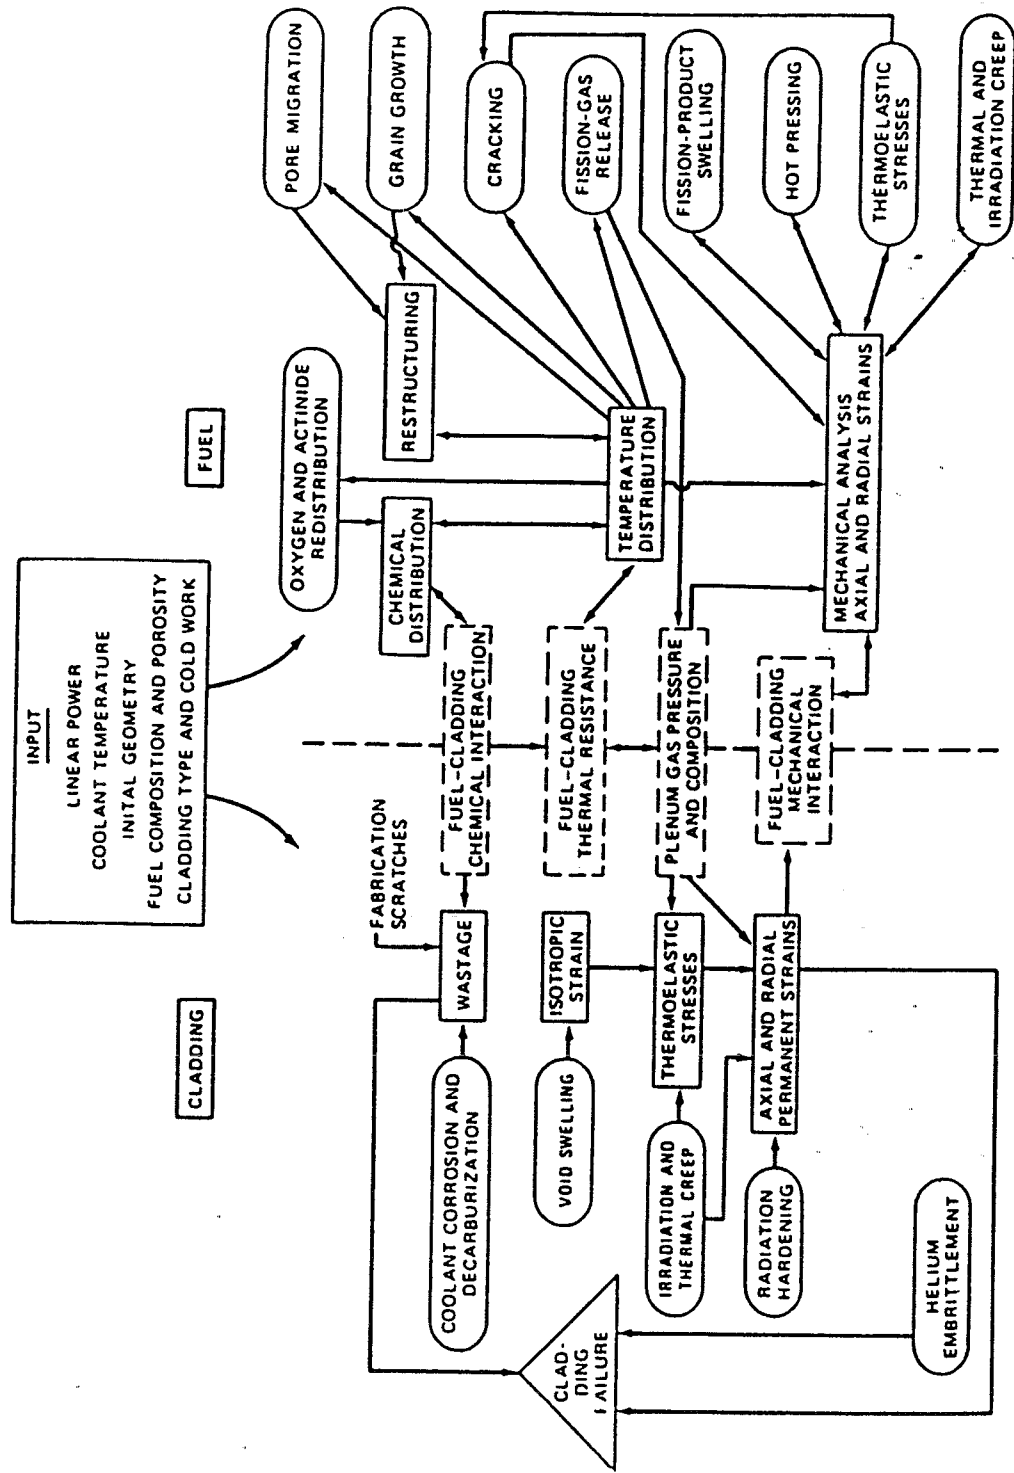 INPUT
LINEAR POWER
COOLANT TEMPERATURE
INITAL GEOMETRY
FUEL COMPOSITION AND POROSITY
CLADDING TYPE AND COLD WORK
CLADDING
FUEL
FABRICATION
SCRATCHES
COOLANT CORROSION AND
DECARBURIZATION
WASTAGE
FUEL-CLADDING
CHEMICAL INTERACTION
CHEMICAL
DISTRIBUTION
OXYGEN AND ACTINIDE
REDISTRIBUTION
RESTRUCTURING
PORE MIGRATION
GRAIN GROWTH
CRACKING
FISSION-GAS
RELEASE
VOID SWELLING
ISOTROPIC
STRAIN
FUEL-CLADDING
THERMAL RESISTANCE
TEMPERATURE
DISTRIBUTION
CLAD-
DING
FAILURE
IRRADIATION AND
THERMAL CREEP
THERMOELASTIC
STRESSES
PLENUM GAS PRESSURE
AND COMPOSITION
FISSION-PRODUCT
SWELLING
RADIATION
HARDENING
AXIAL AND RADIAL
PERMANENT STRAINS
FUEL-CLADDING
MECHANICAL
INTERACTION
MECHANICAL ANALYSIS
AXIAL AND RADIAL STRAINS
HOT PRESSING
THERMOELASTIC
STRESSES
THERMAL AND
IRRADIATION CREEP
HELIUM
EMBRITTLEMENT